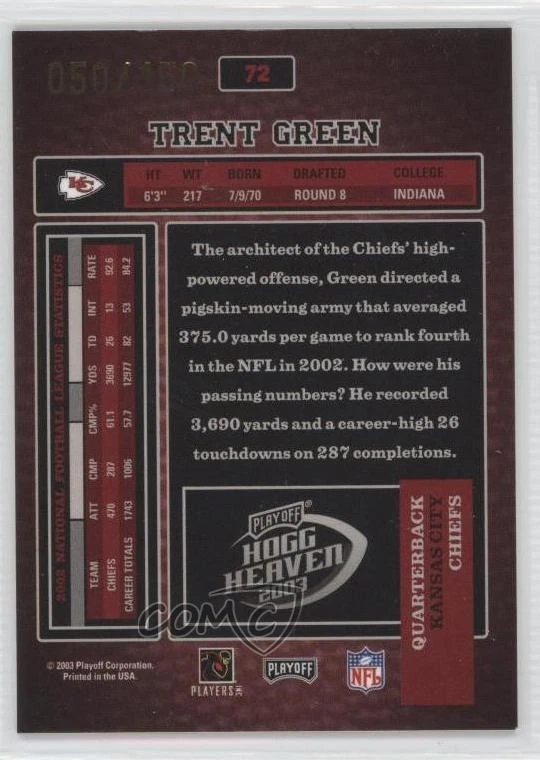 050/150
72
TRENT GREEN
HT WT BORN DRAFTED COLLEGE
6'3" 217 7/9/70 ROUND 8 INDIANA
2002 NATIONAL FOOTBALL LEAGUE STATISTICS
TEAM ATT CMP CMP% YDS TD INT RATE
CHIEFS 470 287 61.1 3690 26 13 92.6
CAREER TOTALS 1743 1006 57.7 12977 82 53 84.2
The architect of the Chiefs' high-
powered offense, Green directed a
pigskin-moving army that averaged
375.0 yards per game to rank fourth
in the NFL in 2002. How were his
passing numbers? He recorded
3,690 yards and a career-high 26
touchdowns on 287 completions.
PLAYOFF®
HOGG
HEAVEN
2003
QUARTERBACK
KANSAS CITY
CHIEFS
COMC
© 2003 Playoff Corporation.
Printed in the USA.
PLAYERS INC
PLAYOFF
NFL